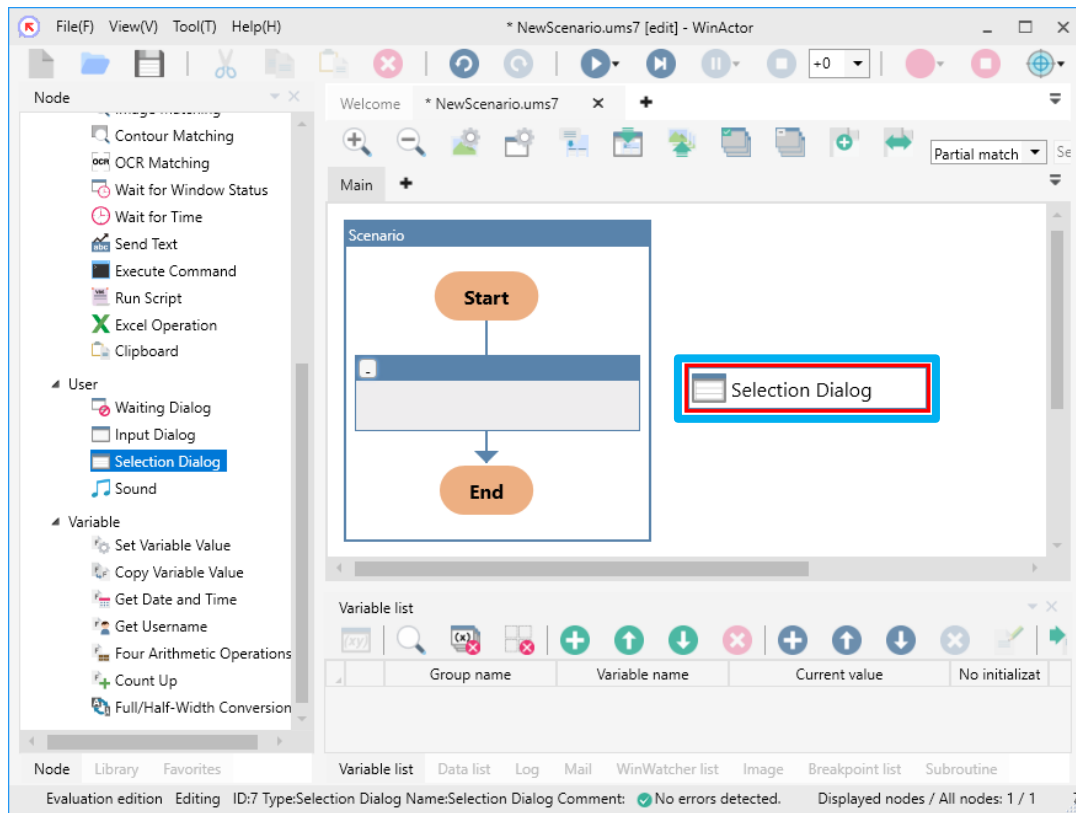 File(F) View(V) Tool(T) Help(H) * NewScenario.ums7 [edit] - WinActor
+0
Node
Welcome * NewScenario.ums7
Contour Matching
OCR Matching
Wait for Window Status
Wait for Time
Send Text
Execute Command
Run Script
Excel Operation
Clipboard
User
Waiting Dialog
Input Dialog
Selection Dialog
Sound
Variable
Set Variable Value
Copy Variable Value
Get Date and Time
Get Username
Four Arithmetic Operations
Count Up
Full/Half-Width Conversion
Node Library Favorites
Partial match Se
Main
Scenario
Start
-
End
Selection Dialog
Variable list
Group name Variable name Current value No initializat
Variable list Data list Log Mail WinWatcher list Image Breakpoint list Subroutine
Evaluation edition Editing ID:7 Type:Selection Dialog Name:Selection Dialog Comment: No errors detected. Displayed nodes / All nodes: 1 / 1